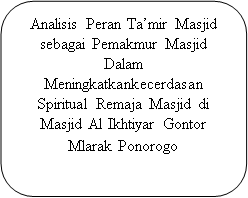 Analisis Peran Ta’mir Masjid
sebagai Pemakmur Masjid
Dalam
Meningkatkankecerdasan
Spiritual Remaja Masjid di
Masjid Al Ikhtiyar Gontor
Mlarak Ponorogo